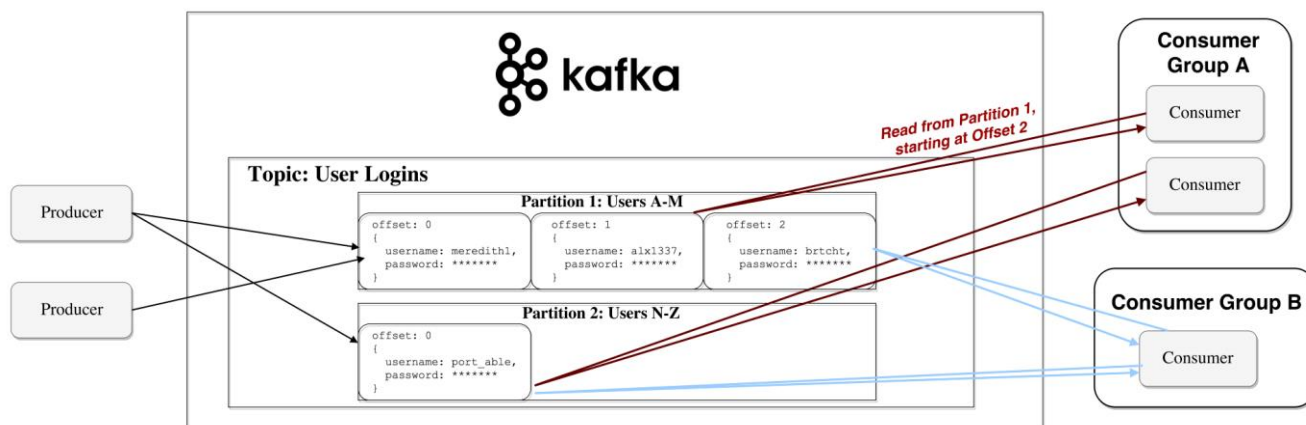 kafka
Consumer
Group A
Consumer
Consumer
Read from Partition 1,
starting at Offset 2
Topic: User Logins
Producer
Producer
Partition 1: Users A-M
offset: 0
{
username: meredith1,
password: *******
}
offset: 1
{
username: alx1337,
password: *******
}
offset: 2
{
username: brtcht,
password: *******
}
Partition 2: Users N-Z
offset: 0
{
username: port_able,
password: *******
}
Consumer Group B
Consumer